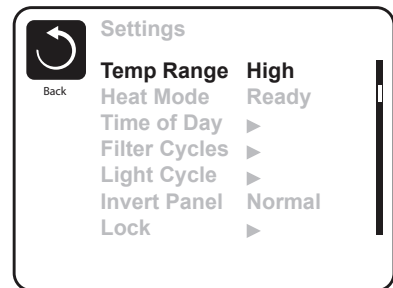 Settings
Back
Temp Range High
Heat Mode Ready
Time of Day ▶
Filter Cycles ▶
Light Cycle ▶
Invert Panel Normal
Lock ▶